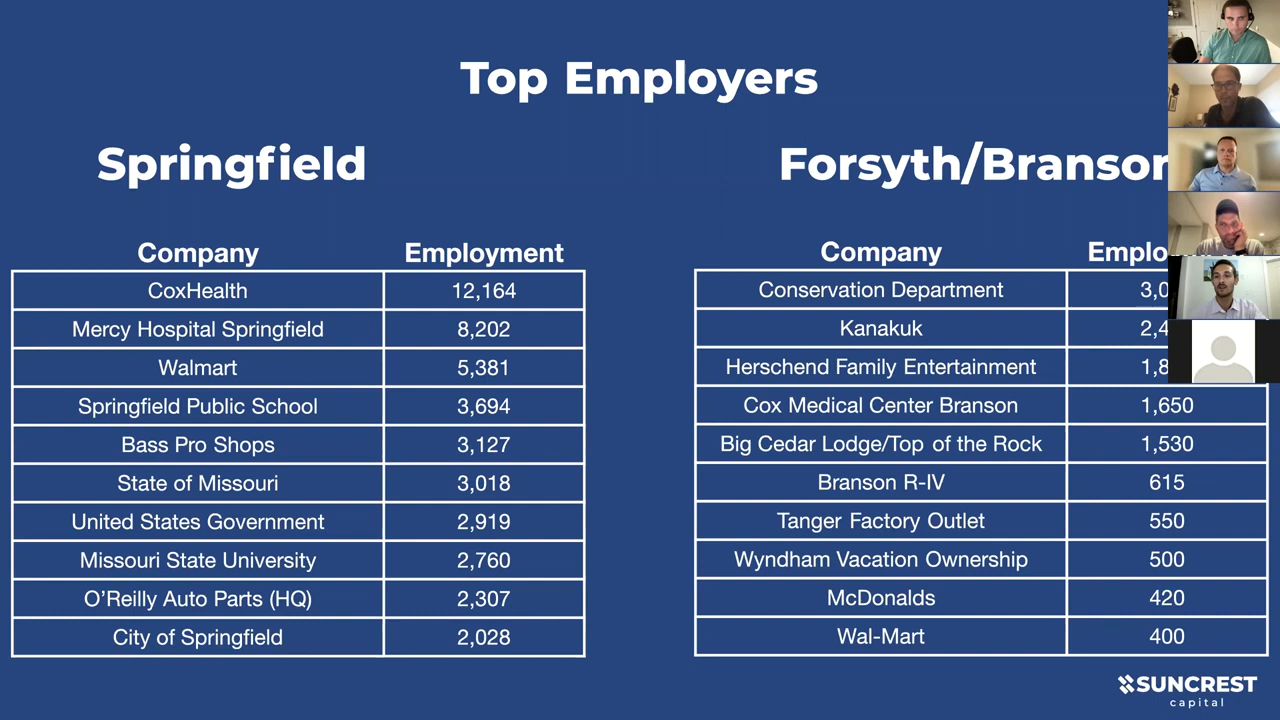 Top Employers
Springfield
Company Employment
CoxHealth 12,164
Mercy Hospital Springfield 8,202
Walmart 5,381
Springfield Public School 3,694
Bass Pro Shops 3,127
State of Missouri 3,018
United States Government 2,919
Missouri State University 2,760
O'Reilly Auto Parts (HQ) 2,307
City of Springfield 2,028
Forsyth/Branson
Company
Conservation Department
Kanakuk
Herschend Family Entertainment
Cox Medical Center Branson 1,650
Big Cedar Lodge/Top of the Rock 1,530
Branson R-IV 615
Tanger Factory Outlet 550
Wyndham Vacation Ownership 500
McDonalds 420
Wal-Mart 400
SUNCREST
capital